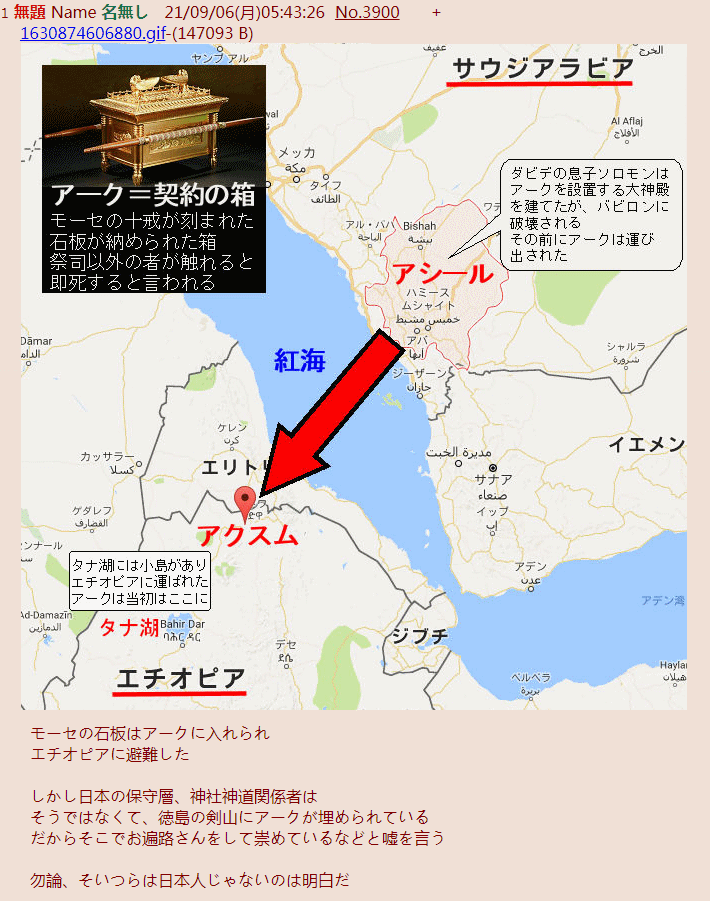 1 無題 Name 名無し 21/09/06(月)05:43:26 No.3900 +
1630874606880.gif-(147093 B)
サウジアラビア
アーク＝契約の箱
モーセの十戒が刻まれた
石板が納められた箱
祭司以外の者が触れると
即死すると言われる
ダビデの息子ソロモンは
アークを設置する大神殿
を建てたが、バビロンに
破壊される
その前にアークは運び
出された
ヤンブ アル
الخرج
Al Aflaj
الأفلاج
メッカ
مكة
タイフ
الطائف
アル・バハ
الباحة
Bishah
بيشة
アシール
ハミース
ムシャイト
خميس مشيط
アバ
أبها
ジーザーン
جازان
シャルーラ
شرورة
紅海
Ad-Dāmar
الدامر
ケレン
كرن
カッサラー
كسلا
エリトリ
مديرية الخبت
サナア
صنعاء
イエメン
イッブ
إب
ゲダレフ
القضارف
センナール
アクスム
タナ湖には小島があり
エチオピアに運ばれた
アークは当初はここに
Ad-Damazin
الدمازين
タナ湖
Bahir Dar
ባሕር ዳር
デセ
ደሴ
アデン
عدن
アデン湾
ジブチ
エチオピア
ベルベラ
بربرة
モーセの石板はアークに入れられ
エチオピアに避難した
しかし日本の保守層、神社神道関係者は
そうではなくて、徳島の剣山にアークが埋められている
だからそこでお遍路さんをして崇めているなどと嘘を言う
勿論、そいつらは日本人じゃないのは明白だ